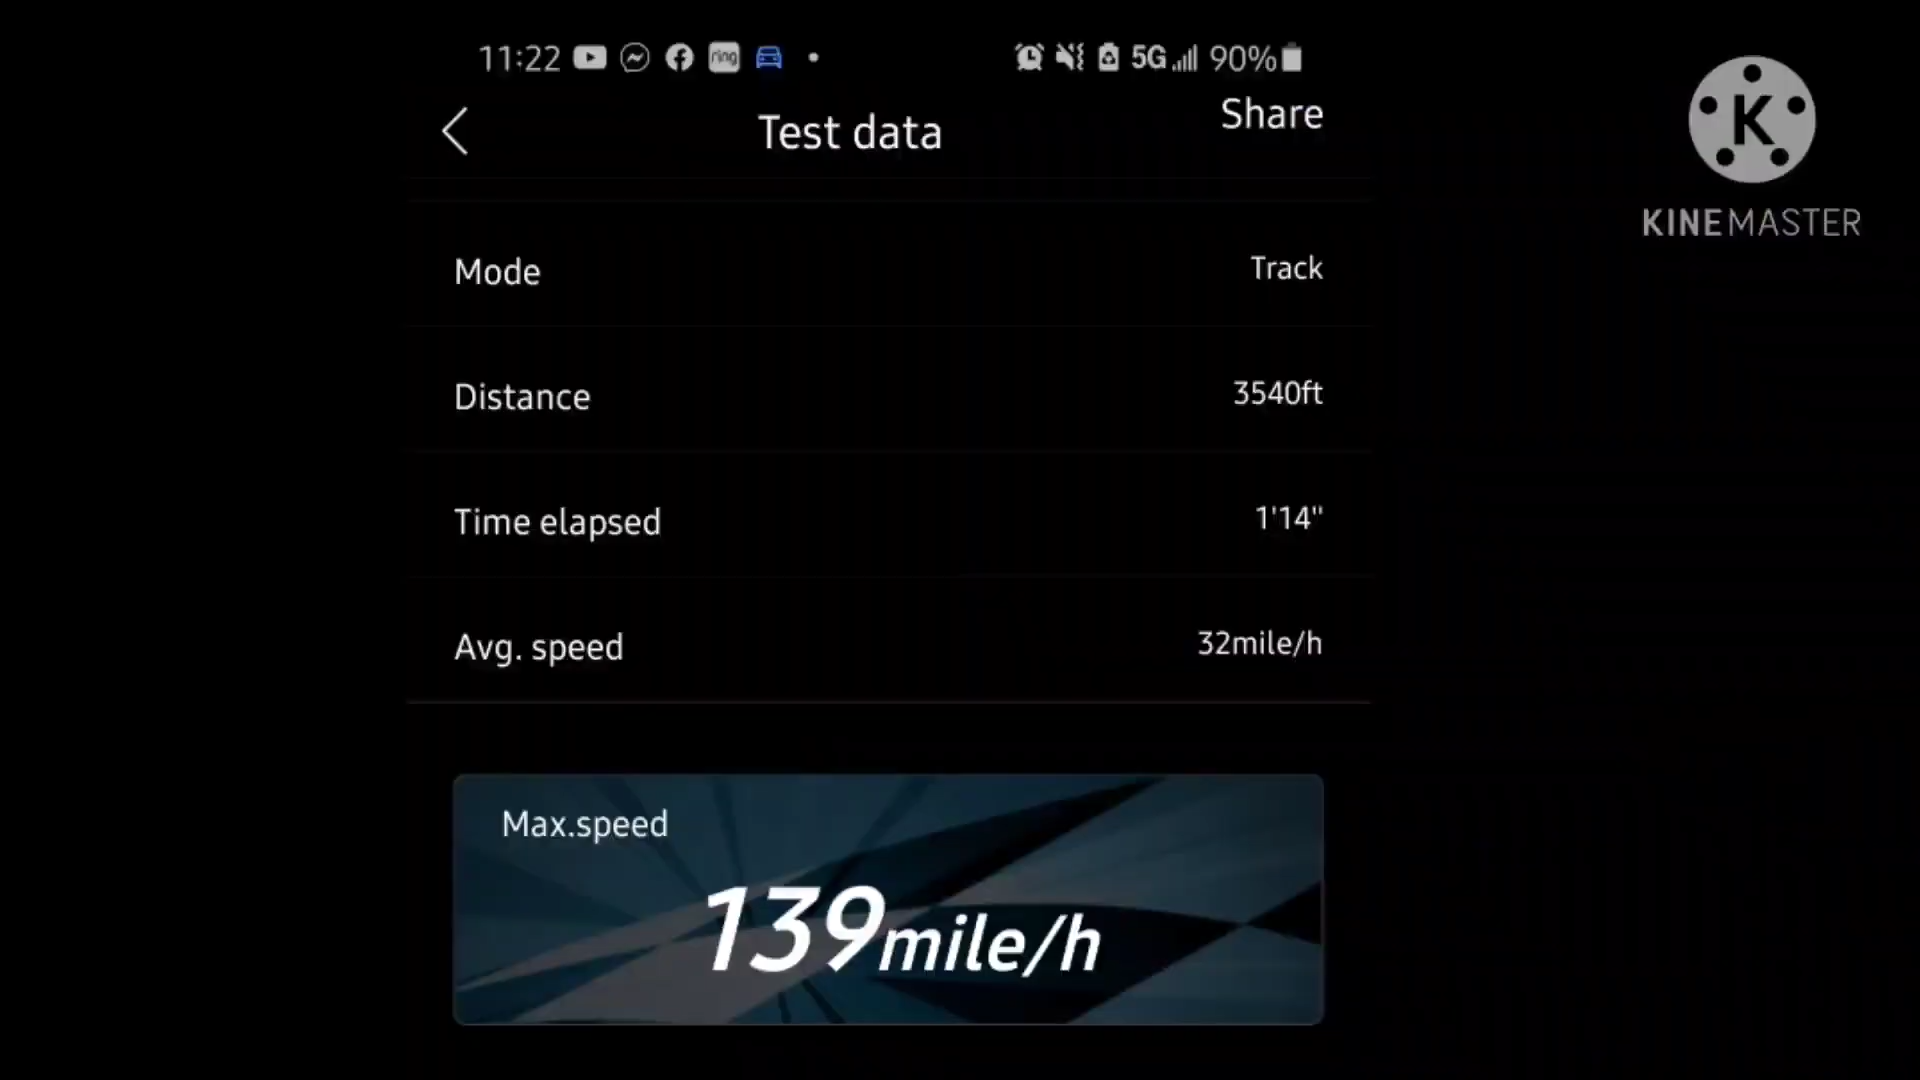 11:22 ring 5G 90%
Test data
Share
Mode Track
Distance 3540ft
Time elapsed 1'14"
Avg. speed 32mile/h
Max.speed
139mile/h
K
KINEMASTER